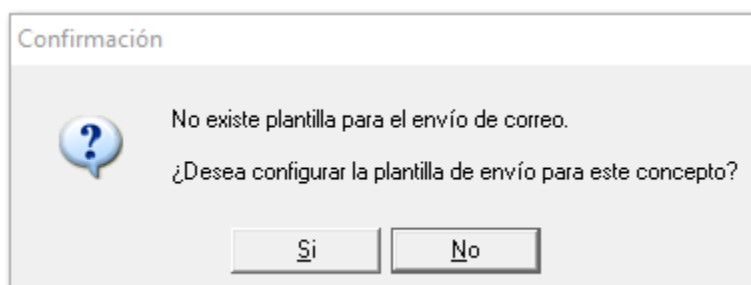 Confirmación
No existe plantilla para el envío de correo.
¿Desea configurar la plantilla de envío para este concepto?
Si
No